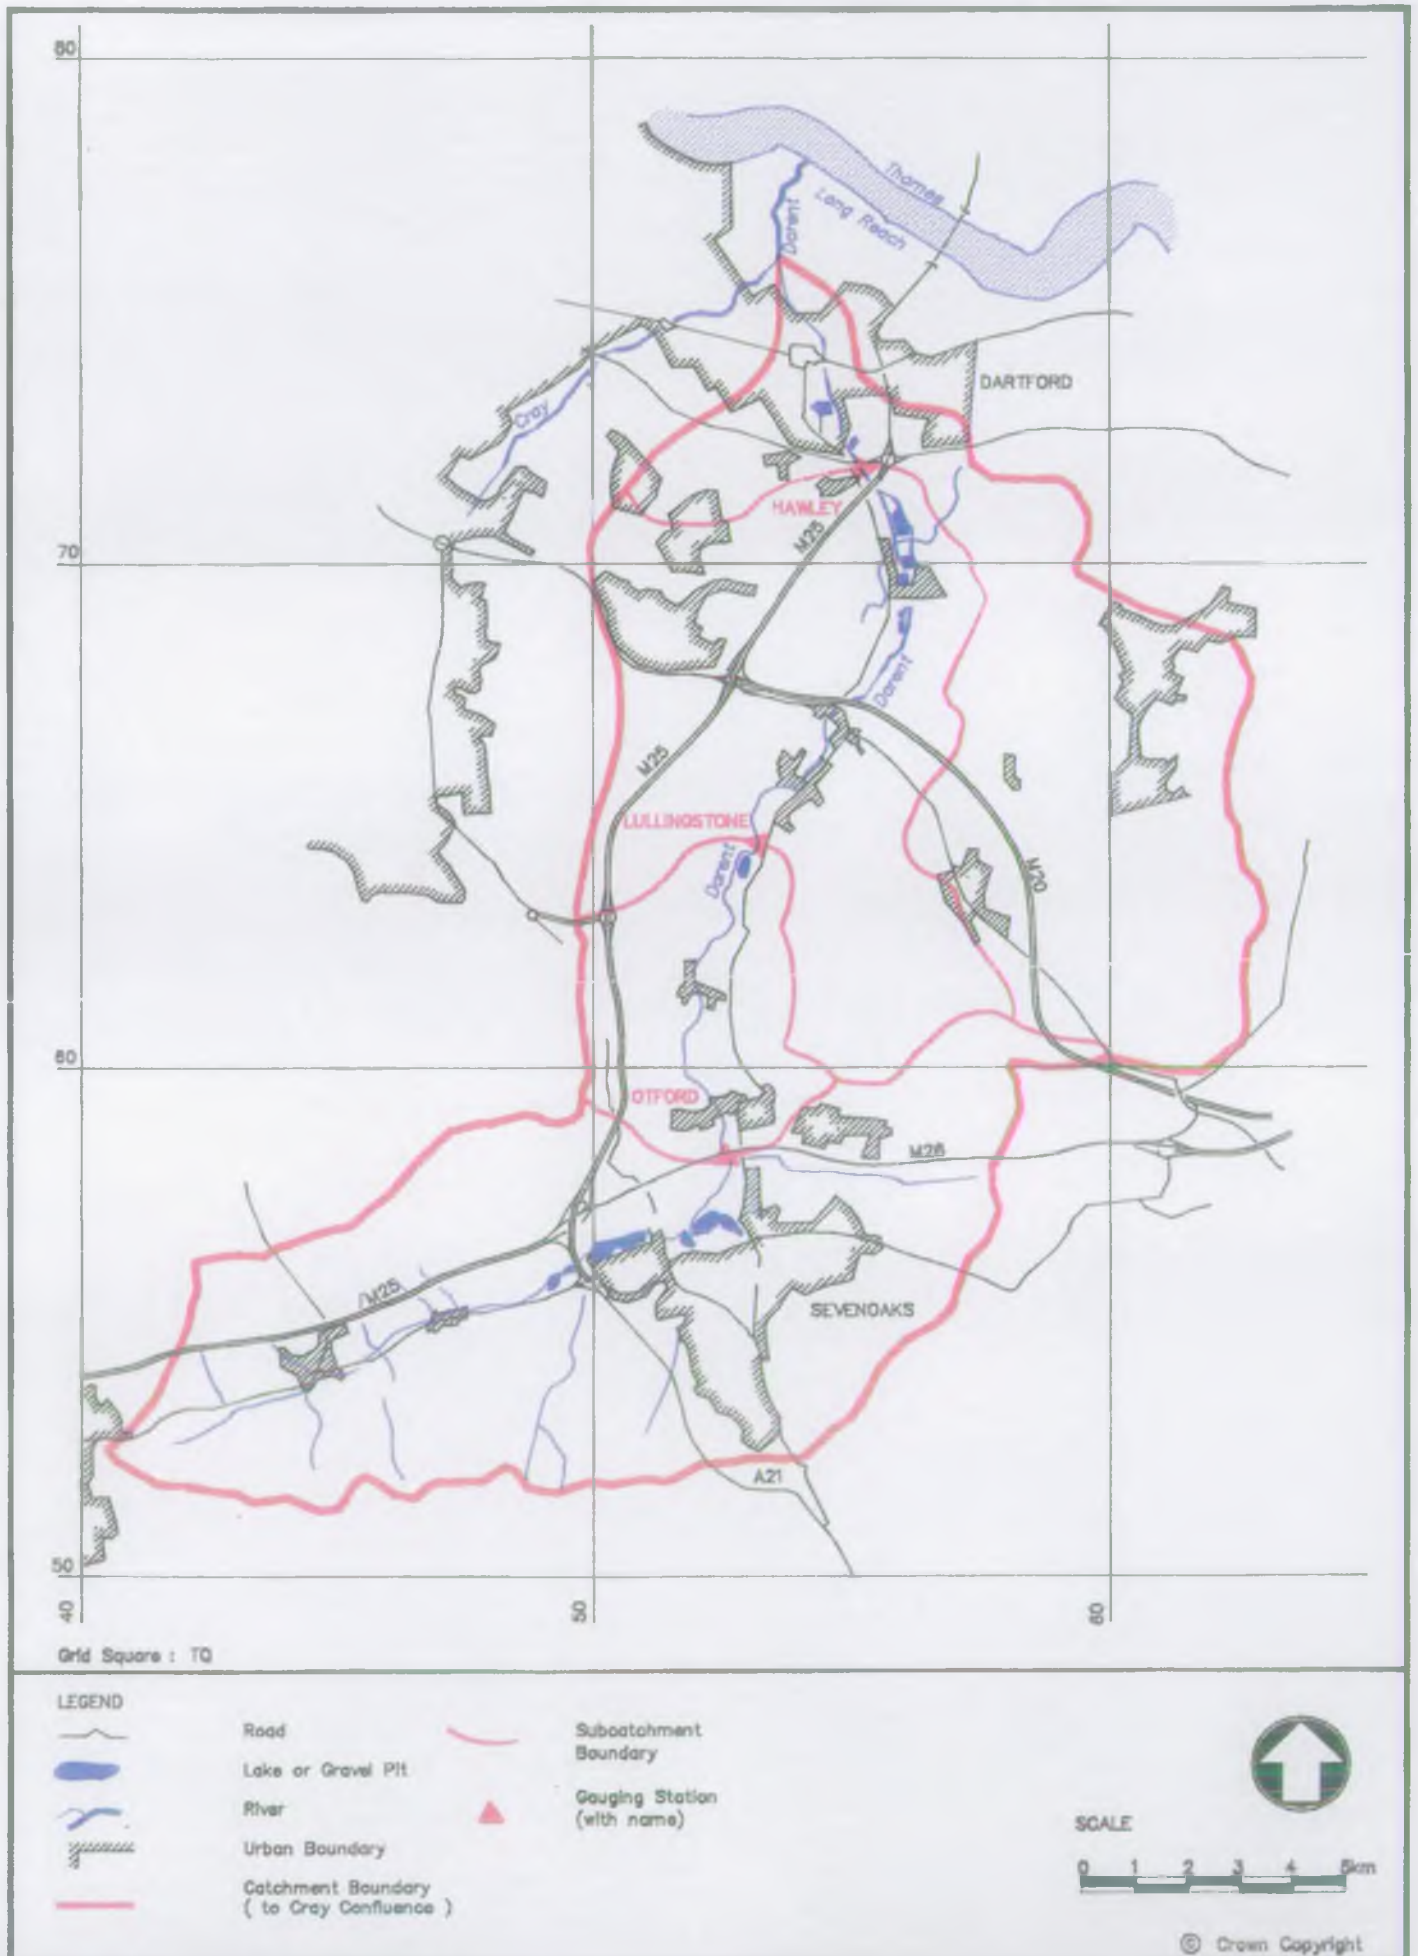 80
Thames
Long Reach
Darent
DARTFORD
Cray
HAWLEY
M25
70
Darent
M25
LULLINGSTONE
Darent
M20
60
OTFORD
M26
M25
SEVENOAKS
A21
50
40
50
60
Grid Square : TQ
LEGEND
Road
Lake or Gravel Pit
River
Urban Boundary
Catchment Boundary
( to Cray Confluence )
Subcatchment
Boundary
Gauging Station
(with name)
SCALE
0 1 2 3 4 5km
© Crown Copyright